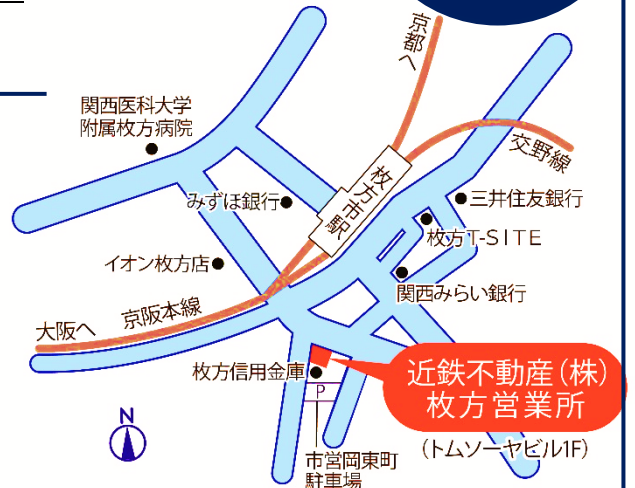 京都へ
関西医科大学
附属枚方病院
交野線
みずほ銀行
枚方市駅
三井住友銀行
枚方T-SITE
イオン枚方店
関西みらい銀行
京阪本線
大阪へ
枚方信用金庫
近鉄不動産(株)
枚方営業所
P
N
(トムソーヤビル1F)
市営岡東町
駐車場